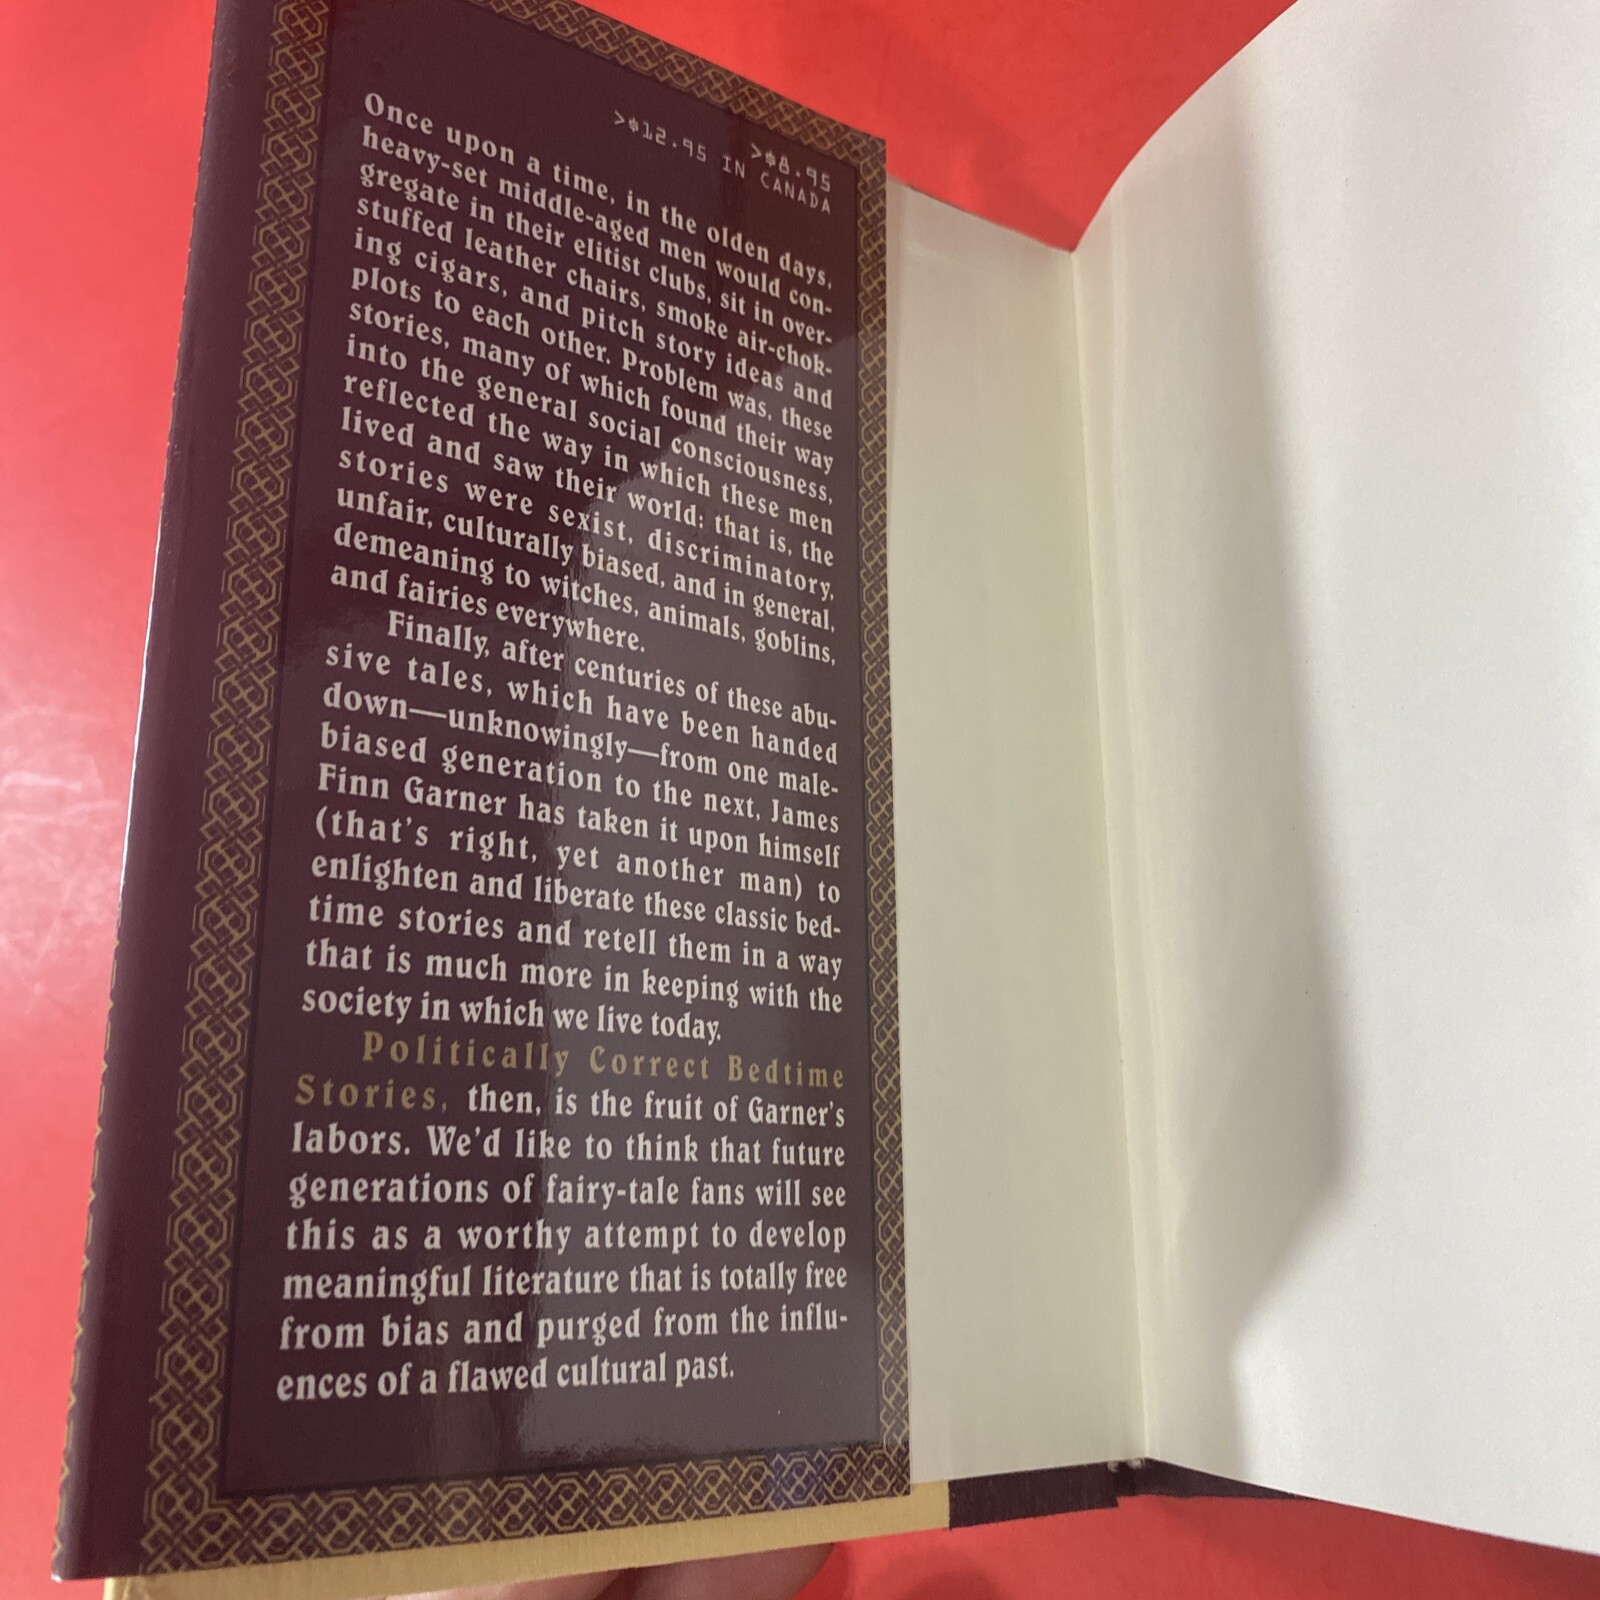 >$8.95
>$12.95 IN CANADA
Once upon a time, in the olden days,
heavy-set middle-aged men would con-
gregate in their elitist clubs, sit in over-
stuffed leather chairs, smoke air-chok-
ing cigars, and pitch story ideas and
plots to each other. Problem was, these
stories, many of which found their way
into the general social consciousness,
reflected the way in which these men
lived and saw their world: that is, the
stories were sexist, discriminatory,
unfair, culturally biased, and in general,
demeaning to witches, animals, goblins,
and fairies everywhere.
Finally, after centuries of these abu-
sive tales, which have been handed
down—unknowingly—from one male-
biased generation to the next, James
Finn Garner has taken it upon himself
(that's right, yet another man) to
enlighten and liberate these classic bed-
time stories and retell them in a way
that is much more in keeping with the
society in which we live today.
Politically Correct Bedtime
Stories, then, is the fruit of Garner's
labors. We'd like to think that future
generations of fairy-tale fans will see
this as a worthy attempt to develop
meaningful literature that is totally free
from bias and purged from the influ-
ences of a flawed cultural past.